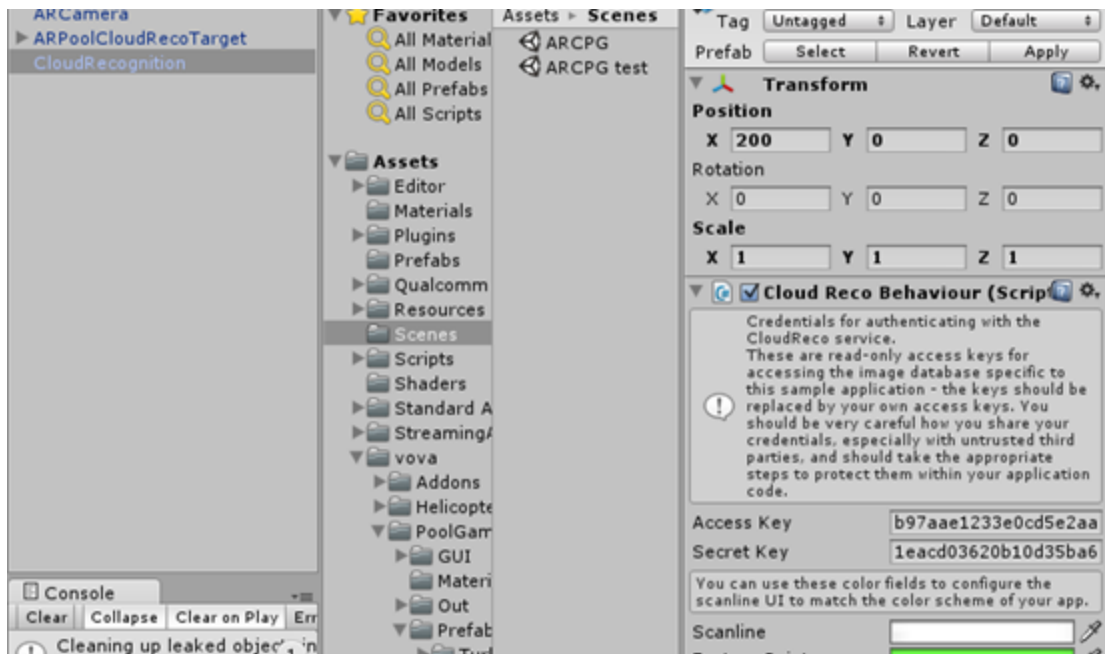 ARCamera
ARPoolCloudRecoTarget
CloudRecognition
Console
Clear Collapse Clear on Play Err
Cleaning up leaked objec
Favorites
All Material
All Models
All Prefabs
All Scripts
Assets
Editor
Materials
Plugins
Prefabs
Qualcomm
Resources
Scenes
Scripts
Shaders
Standard A
Streaming
vova
Addons
Helicopte
PoolGam
GUI
Materi
Out
Prefab
Assets Scenes
ARCPG
ARCPG test
Tag Untagged Layer Default
Prefab Select Revert Apply
Transform
Position
X 200 Y 0 Z 0
Rotation
X 0 Y 0 Z 0
Scale
X 1 Y 1 Z 1
Cloud Reco Behaviour (Scrip
Credentials for authenticating with the
CloudReco service.
These are read-only access keys for
accessing the image database specific to
this sample application - the keys should be
replaced by your own access keys. You
should be very careful how you share your
credentials, especially with untrusted third
parties, and should take the appropriate
steps to protect them within your application
code.
Access Key b97aae1233e0cd5e2aa
Secret Key 1eacd03620b10d35ba6
You can use these color fields to configure the
scanline UI to match the color scheme of your app.
Scanline